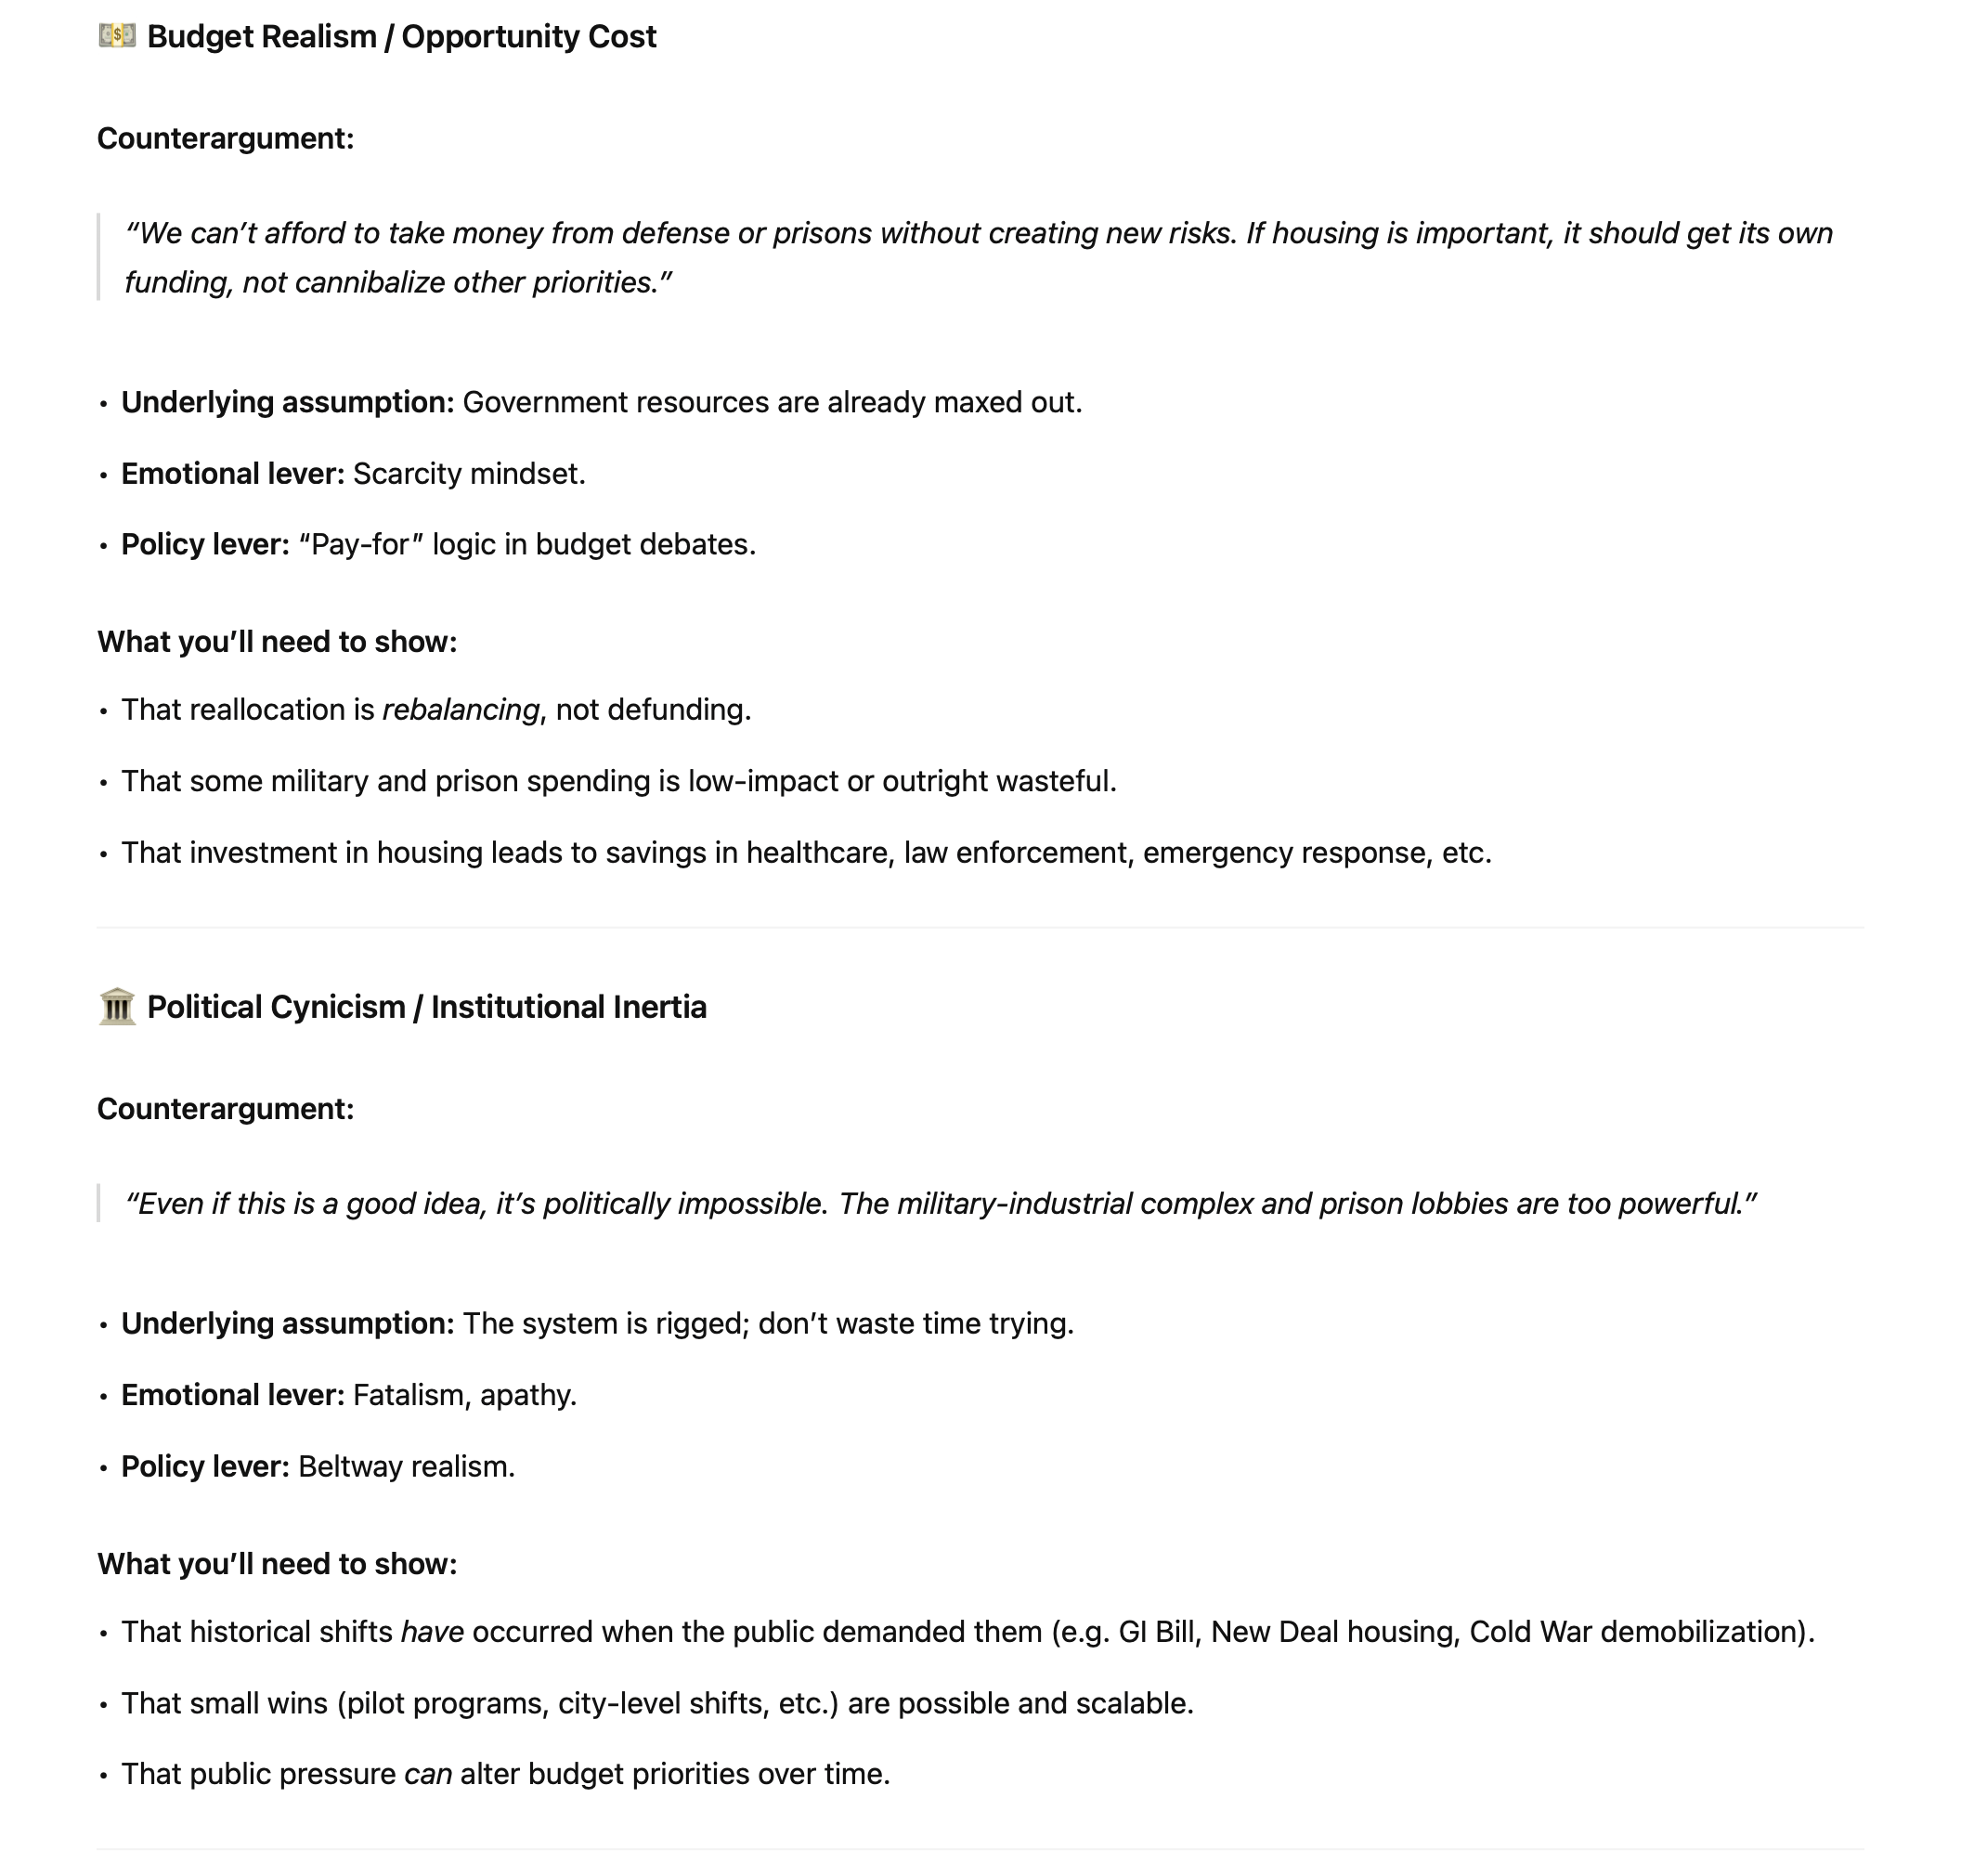 💵 Budget Realism / Opportunity Cost
Counterargument:
“We can’t afford to take money from defense or prisons without creating new risks. If housing is important, it should get its own
funding, not cannibalize other priorities.”
• Underlying assumption: Government resources are already maxed out.
• Emotional lever: Scarcity mindset.
• Policy lever: “Pay-for” logic in budget debates.
What you’ll need to show:
• That reallocation is rebalancing, not defunding.
• That some military and prison spending is low-impact or outright wasteful.
• That investment in housing leads to savings in healthcare, law enforcement, emergency response, etc.
🏛️ Political Cynicism / Institutional Inertia
Counterargument:
“Even if this is a good idea, it’s politically impossible. The military-industrial complex and prison lobbies are too powerful.”
• Underlying assumption: The system is rigged; don’t waste time trying.
• Emotional lever: Fatalism, apathy.
• Policy lever: Beltway realism.
What you’ll need to show:
• That historical shifts have occurred when the public demanded them (e.g. GI Bill, New Deal housing, Cold War demobilization).
• That small wins (pilot programs, city-level shifts, etc.) are possible and scalable.
• That public pressure can alter budget priorities over time.